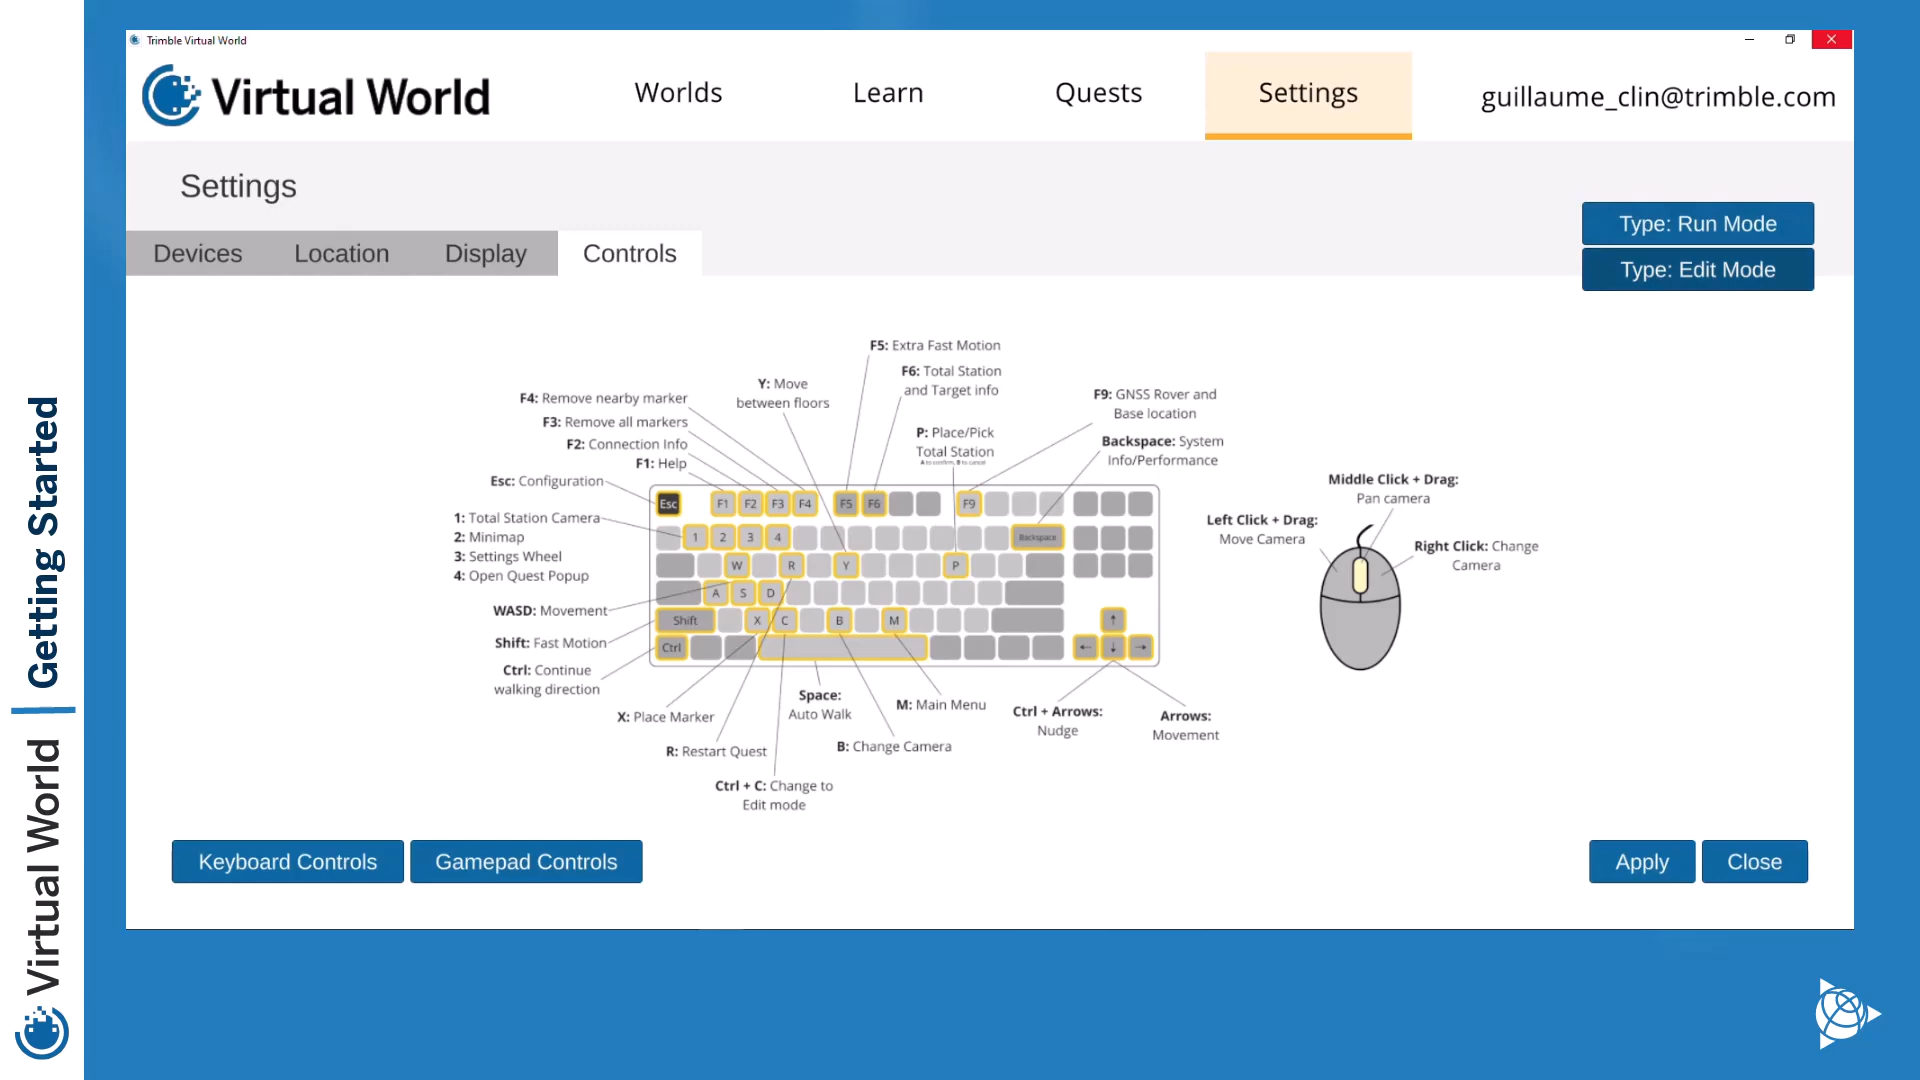 Trimble Virtual World
Virtual World
Worlds
Learn
Quests
Settings
guillaume_clin@trimble.com
Settings
Type: Run Mode
Type: Edit Mode
Devices
Location
Display
Controls
F5: Extra Fast Motion
F6: Total Station
and Target info
Y: Move
between floors
F4: Remove nearby marker
F3: Remove all markers
F2: Connection Info
F1: Help
Esc: Configuration
F9: GNSS Rover and
Base location
P: Place/Pick
Total Station
A to confirm, B to cancel
Backspace: System
Info/Performance
1: Total Station Camera
2: Minimap
3: Settings Wheel
4: Open Quest Popup
WASD: Movement
Shift: Fast Motion
Ctrl: Continue
walking direction
Esc F1 F2 F3 F4 F5 F6 F9
1 2 3 4 Backspace
W R Y P
A S D
Shift X C B M ↑
Ctrl ← ↓ →
X: Place Marker
R: Restart Quest
Ctrl + C: Change to
Edit mode
Space:
Auto Walk
B: Change Camera
M: Main Menu
Ctrl + Arrows:
Nudge
Arrows:
Movement
Middle Click + Drag:
Pan camera
Left Click + Drag:
Move Camera
Right Click: Change
Camera
Keyboard Controls
Gamepad Controls
Apply
Close
Virtual World | Getting Started